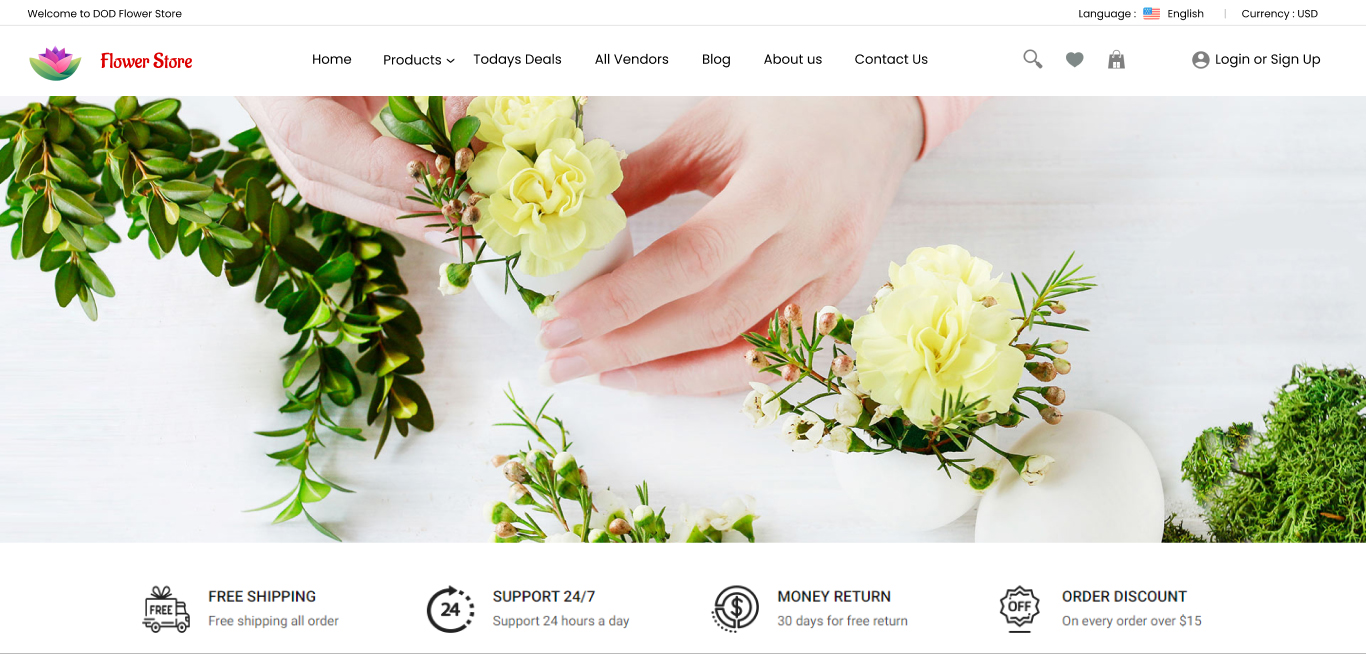 Welcome to DOD Flower Store
Language : English | Currency : USD
Flower Store
Home Products Todays Deals All Vendors Blog About us Contact Us
Login or Sign Up
FREE
FREE SHIPPING
Free shipping all order
24
SUPPORT 24/7
Support 24 hours a day
$
MONEY RETURN
30 days for free return
OFF
ORDER DISCOUNT
On every order over $15